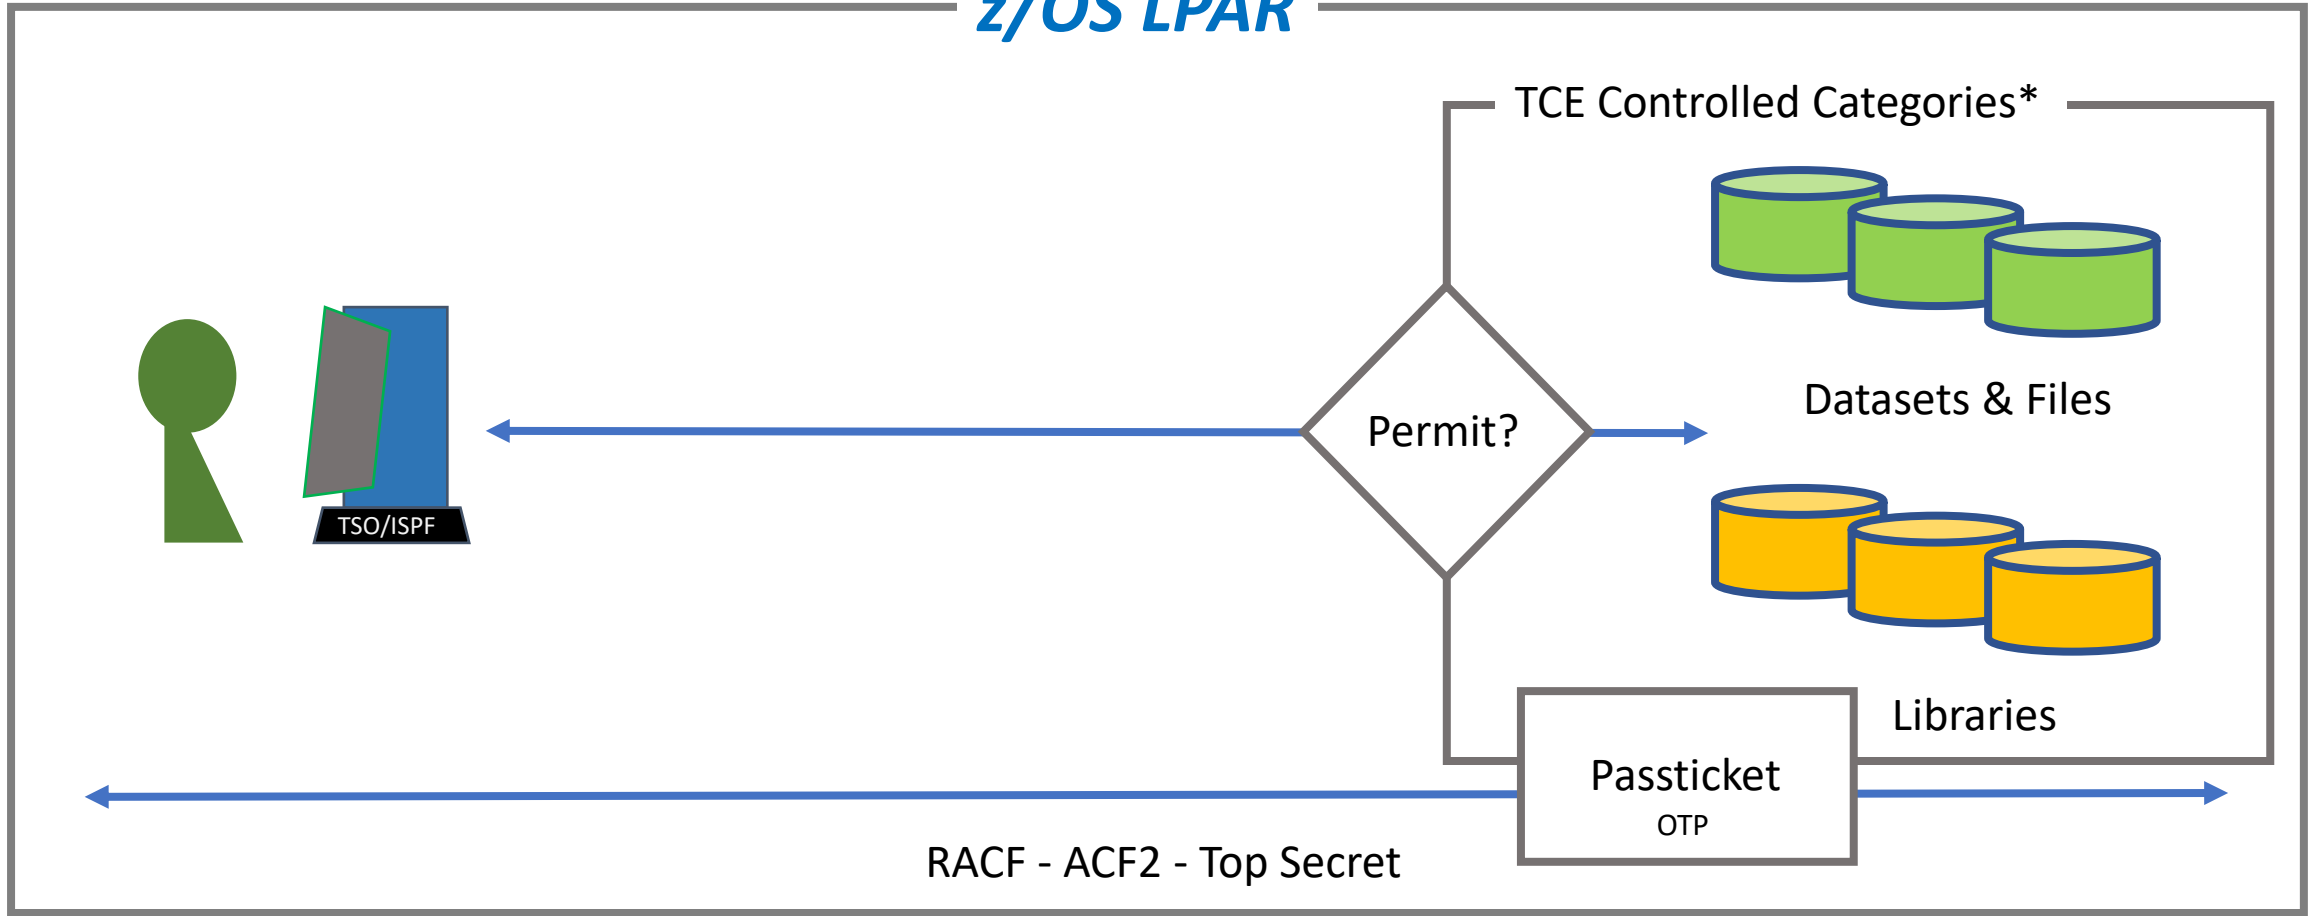 z/OS LPAR
TCE Controlled Categories*
Datasets & Files
Permit?
TSO/ISPF
Libraries
Passticket
OTP
RACF - ACF2 - Top Secret